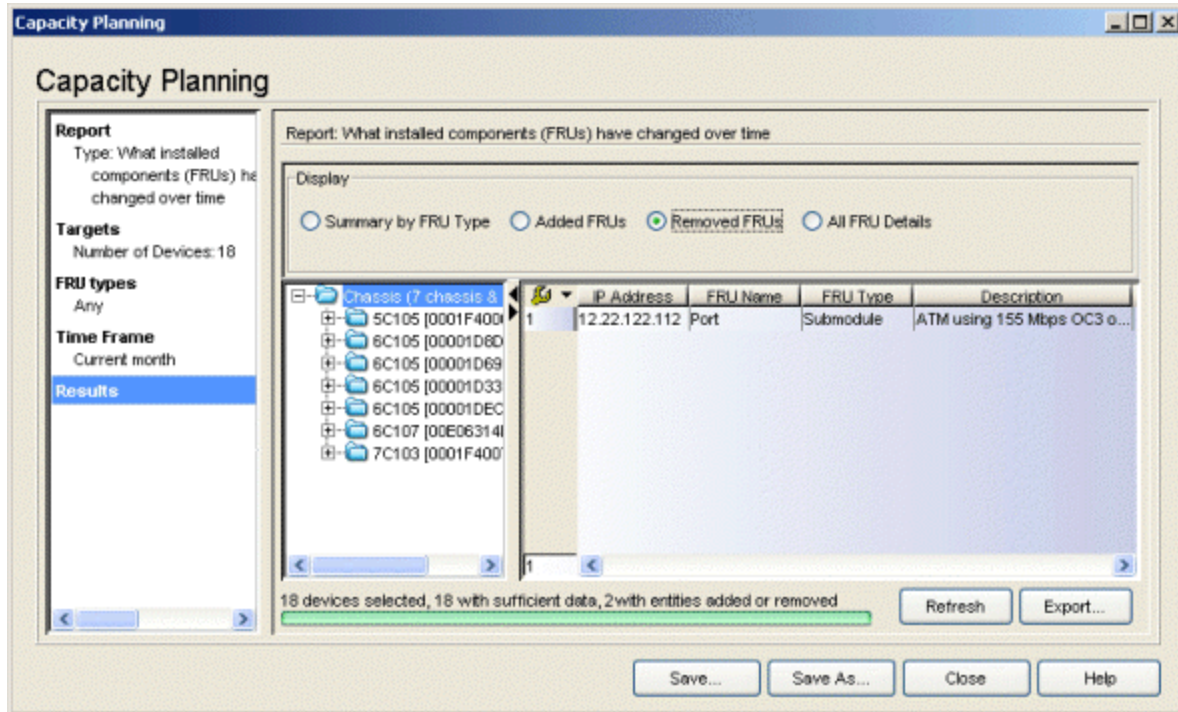 Capacity Planning
Capacity Planning
Report
Type: What installed
components (FRUs) ha
changed over time
Targets
Number of Devices: 18
FRU types
Any
Time Frame
Current month
Results
Report: What installed components (FRUs) have changed over time
Display
Summary by FRU Type Added FRUs Removed FRUs All FRU Details
Chassis (7 chassis &
5C105 [0001F400
6C105 [00001D8D
6C105 [00001D69
6C105 [00001D33
6C105 [00001DEC
6C107 [00E06314
7C103 [0001F400
IP Address FRU Name FRU Type Description
1 12.22.122.112 Port Submodule ATM using 155 Mbps OC3 o...
1
18 devices selected, 18 with sufficient data, 2with entities added or removed
Refresh Export...
Save... Save As... Close Help